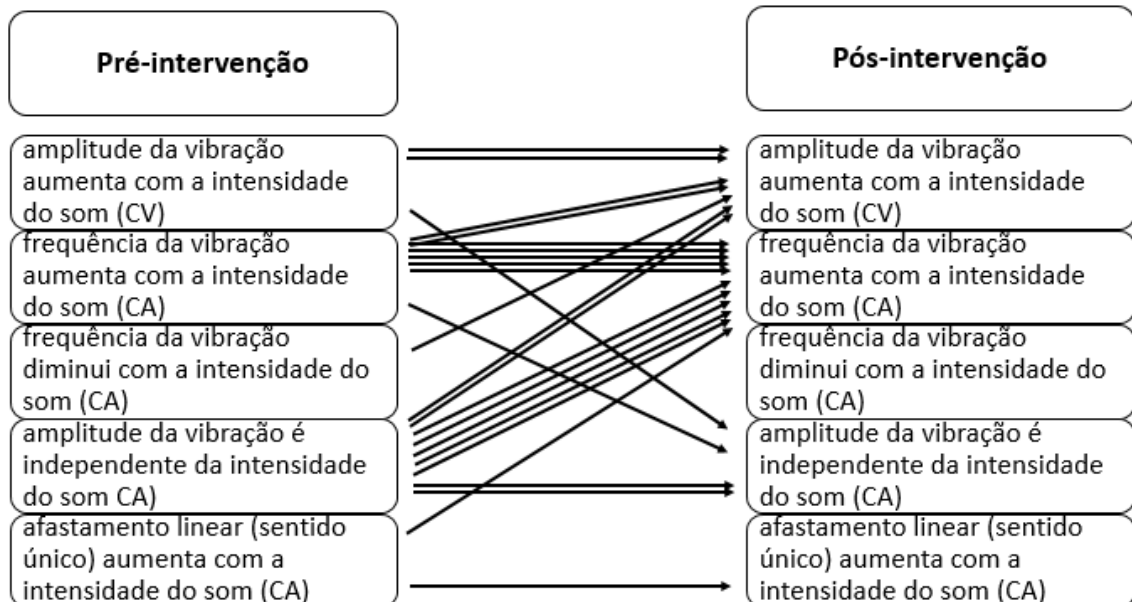 Pré-intervenção
amplitude da vibração
aumenta com a intensidade
do som (CV)
frequência da vibração
aumenta com a intensidade
do som (CA)
frequência da vibração
diminui com a intensidade do
som (CA)
amplitude da vibração é
independente da intensidade
do som CA)
afastamento linear (sentido
único) aumenta com a
intensidade do som (CA)
Pós-intervenção
amplitude da vibração
aumenta com a intensidade
do som (CV)
frequência da vibração
aumenta com a intensidade
do som (CA)
frequência da vibração
diminui com a intensidade do
som (CA)
amplitude da vibração é
independente da intensidade
do som (CA)
afastamento linear (sentido
único) aumenta com a
intensidade do som (CA)